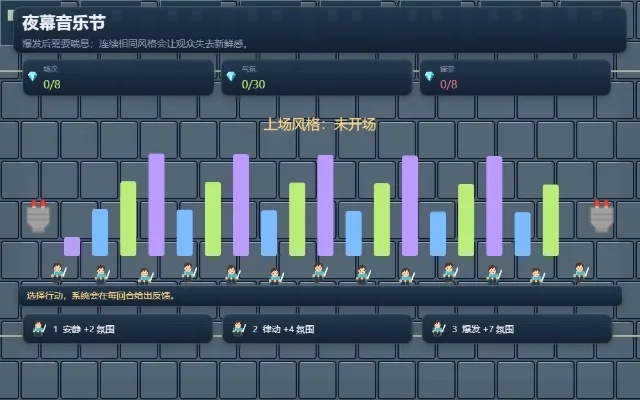 夜幕音乐节
爆发后需要喘息；连续相同风格会让观众失去新鲜感。
场次
0/8
气氛
0/30
疲劳
0/8
上场风格：未开场
选择行动，系统会在每回合给出反馈。
1 安静 +2 氛围
2 律动 +4 氛围
3 爆发 +7 氛围